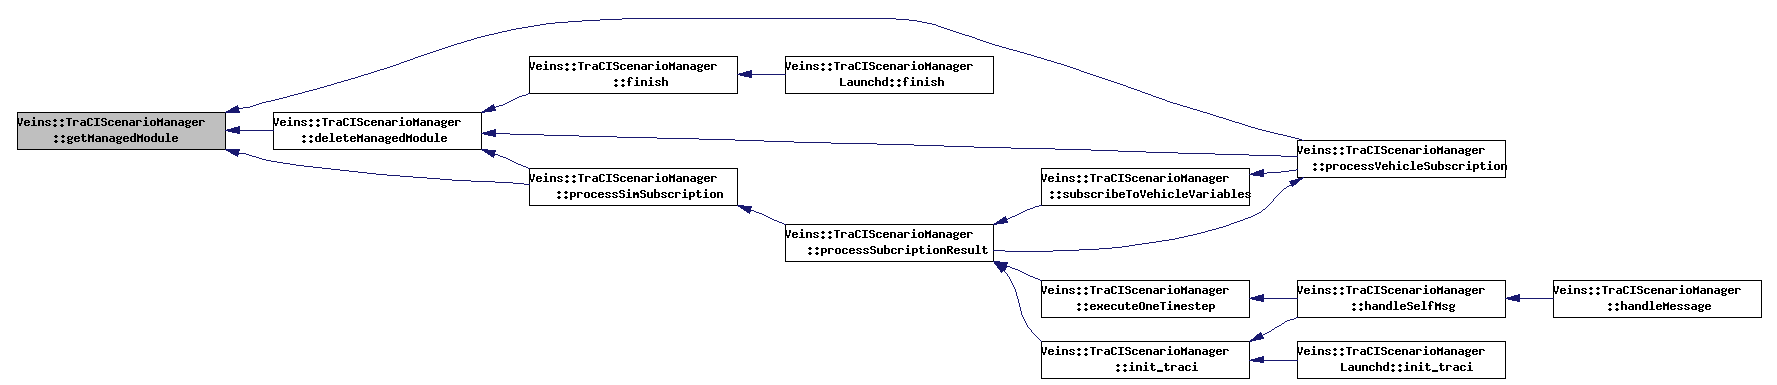 Veins::TraCIScenarioManager
::getManagedModule
Veins::TraCIScenarioManager
::deleteManagedModule
Veins::TraCIScenarioManager
::finish
Veins::TraCIScenarioManager
Launchd::finish
Veins::TraCIScenarioManager
::processSimSubscription
Veins::TraCIScenarioManager
::processSubcriptionResult
Veins::TraCIScenarioManager
::subscribeToVehicleVariables
Veins::TraCIScenarioManager
::processVehicleSubscription
Veins::TraCIScenarioManager
::executeOneTimestep
Veins::TraCIScenarioManager
::handleSelfMsg
Veins::TraCIScenarioManager
::handleMessage
Veins::TraCIScenarioManager
::init_traci
Veins::TraCIScenarioManager
Launchd::init_traci